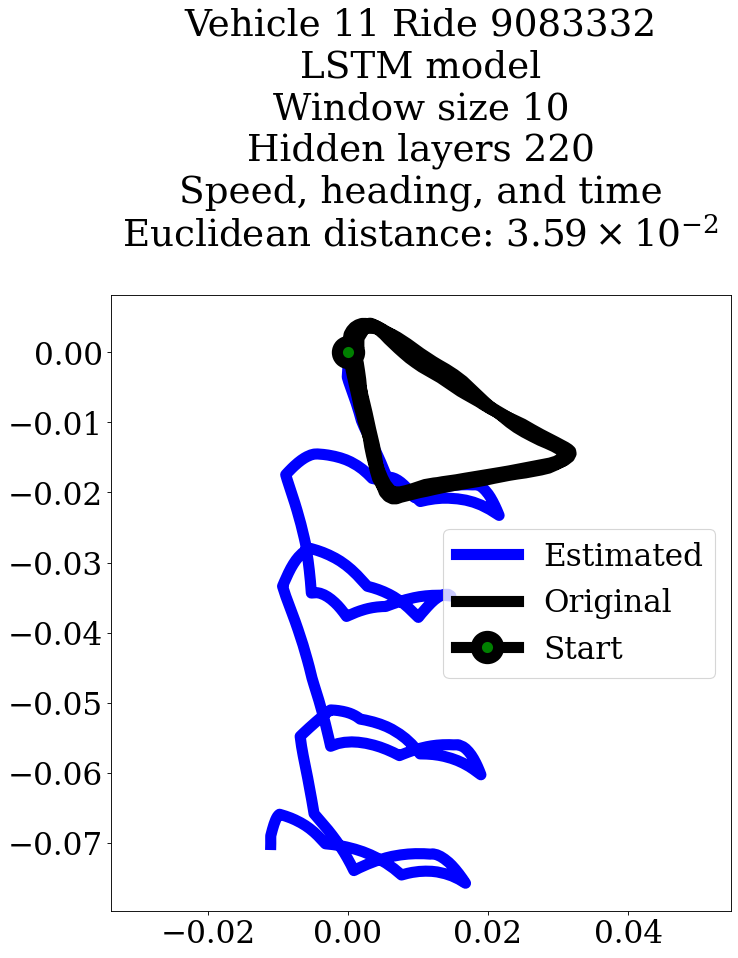 Vehicle 11 Ride 9083332
LSTM model
Window size 10
Hidden layers 220
Speed, heading, and time
Euclidean distance: 3.59 × 10⁻²
0.00
−0.01
−0.02
−0.03
−0.04
−0.05
−0.06
−0.07
Estimated
Original
Start
−0.02 0.00 0.02 0.04